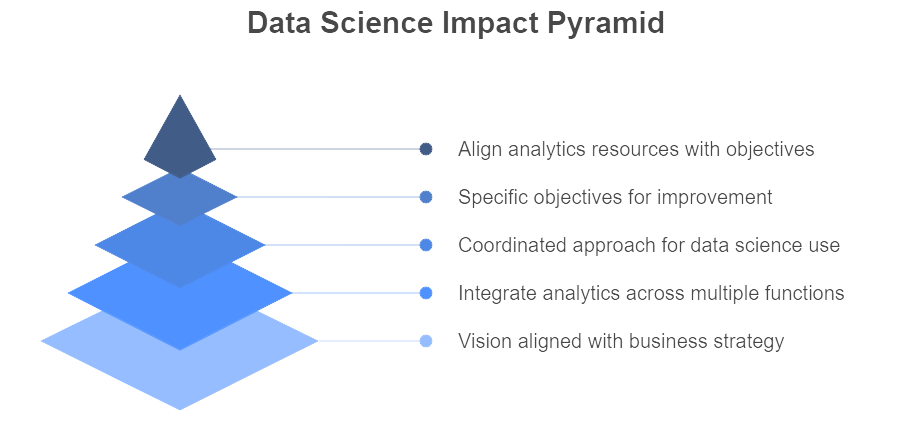 Data Science Impact Pyramid
Align analytics resources with objectives
Specific objectives for improvement
Coordinated approach for data science use
Integrate analytics across multiple functions
Vision aligned with business strategy